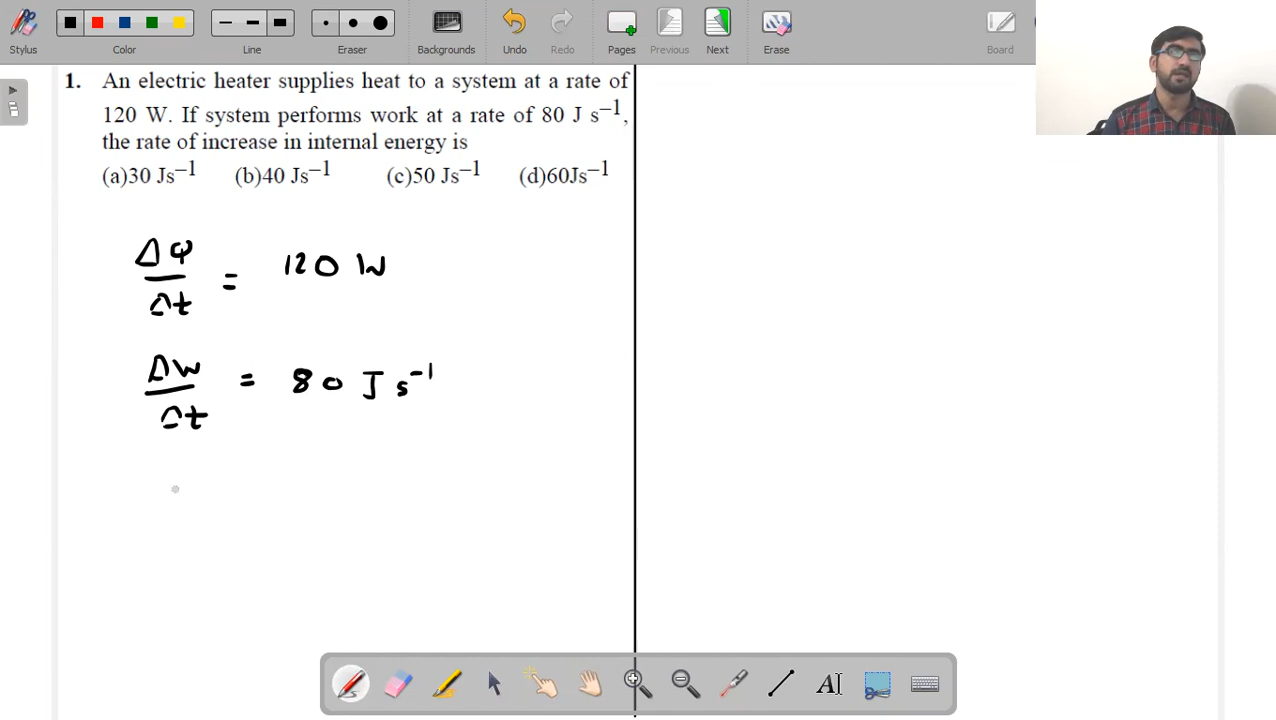 Stylus
Color
Line
Eraser
Backgrounds
Undo
Redo
Pages
Previous
Next
Erase
Board
1. An electric heater supplies heat to a system at a rate of
120 W. If system performs work at a rate of 80 J s⁻¹,
the rate of increase in internal energy is
(a)30 Js⁻¹ (b)40 Js⁻¹ (c)50 Js⁻¹ (d)60Js⁻¹
ΔQ/Δt = 120 W
ΔW/Δt = 80 J s⁻¹
A